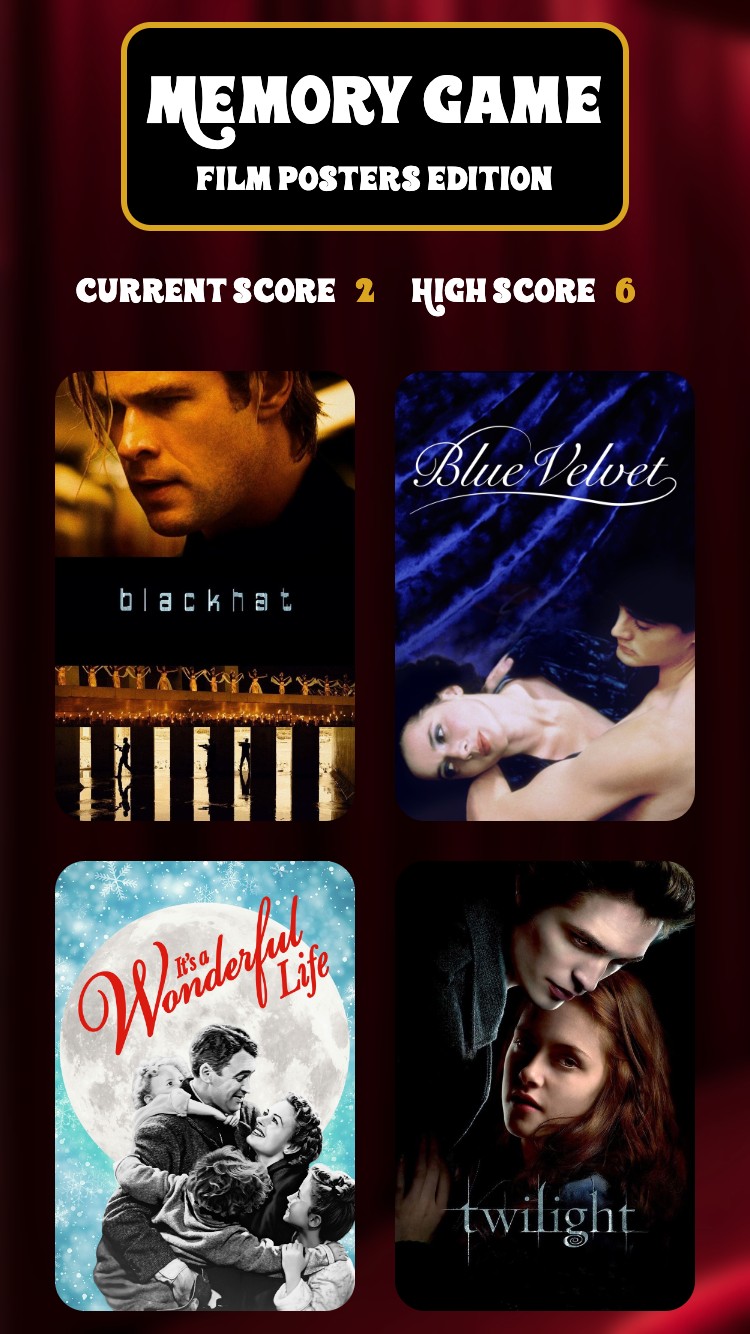 MEMORY GAME
FILM POSTERS EDITION
CURRENT SCORE 2 HIGH SCORE 6
blackhat
Blue Velvet
It's a
Wonderful
Life
twilight